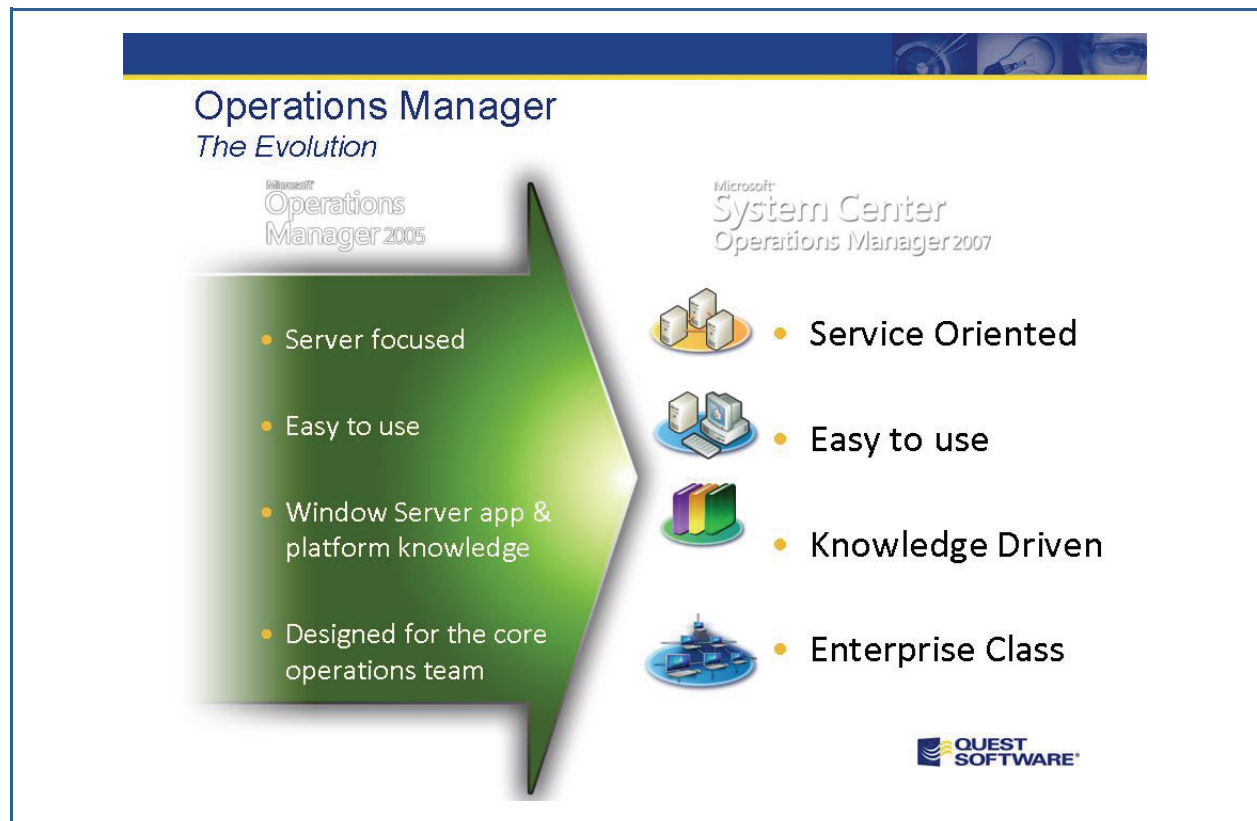 Operations Manager
The Evolution
Microsoft
Operations
Manager 2005
• Server focused
• Easy to use
• Window Server app &
platform knowledge
• Designed for the core
operations team
Microsoft
System Center
Operations Manager 2007
• Service Oriented
• Easy to use
• Knowledge Driven
• Enterprise Class
QUEST
SOFTWARE®